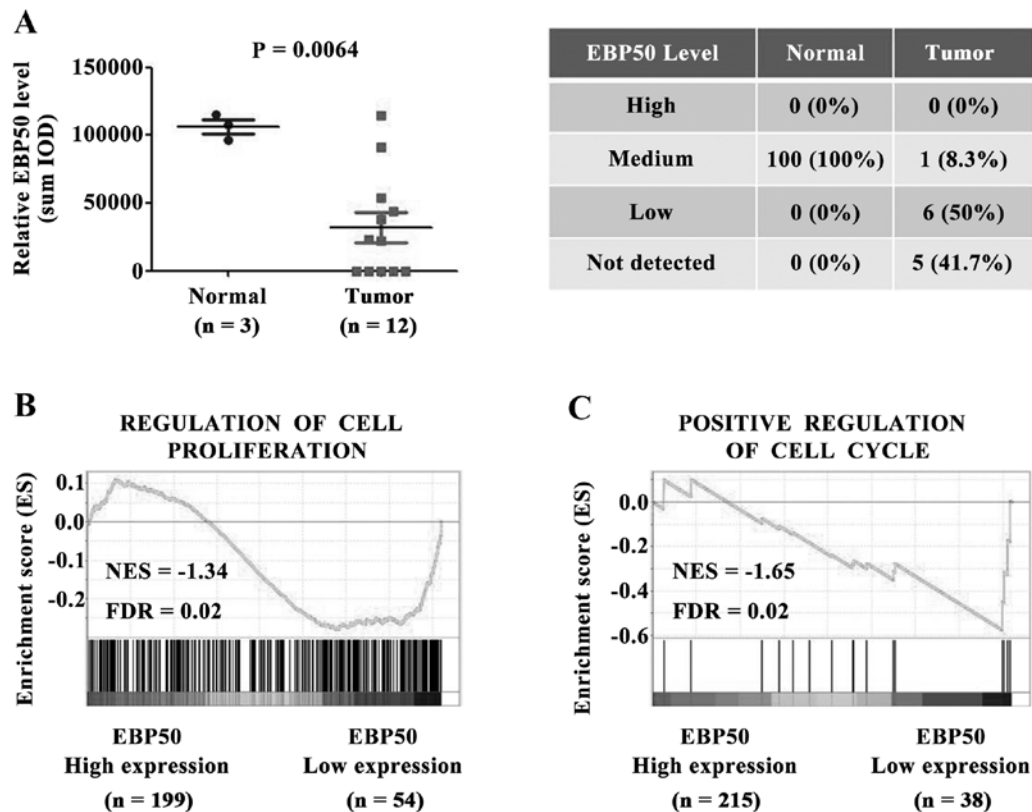 A
P = 0.0064
Relative EBP50 level
(sum IOD)
150000
100000
50000
0
Normal
(n = 3)
Tumor
(n = 12)
EBP50 Level Normal Tumor
High 0 (0%) 0 (0%)
Medium 100 (100%) 1 (8.3%)
Low 0 (0%) 6 (50%)
Not detected 0 (0%) 5 (41.7%)
B
REGULATION OF CELL
PROLIFERATION
Enrichment score (ES)
0.1
0.0
-0.1
-0.2
NES = -1.34
FDR = 0.02
EBP50
High expression
(n = 199)
EBP50
Low expression
(n = 54)
C
POSITIVE REGULATION
OF CELL CYCLE
Enrichment score (ES)
0.0
-0.2
-0.4
-0.6
NES = -1.65
FDR = 0.02
EBP50
High expression
(n = 215)
EBP50
Low expression
(n = 38)